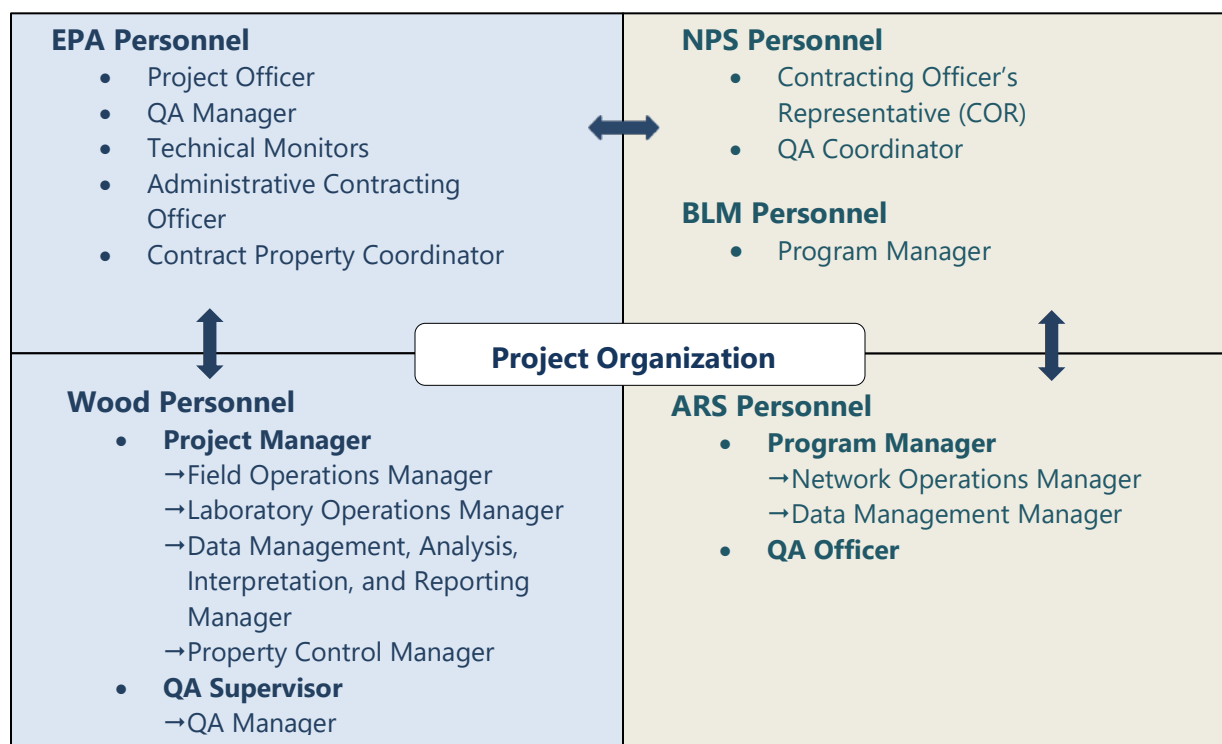 EPA Personnel
• Project Officer
• QA Manager
• Technical Monitors
• Administrative Contracting
Officer
• Contract Property Coordinator
NPS Personnel
• Contracting Officer’s
Representative (COR)
• QA Coordinator
BLM Personnel
• Program Manager
Project Organization
Wood Personnel
• Project Manager
→Field Operations Manager
→Laboratory Operations Manager
→Data Management, Analysis,
Interpretation, and Reporting
Manager
→Property Control Manager
• QA Supervisor
→QA Manager
ARS Personnel
• Program Manager
→Network Operations Manager
→Data Management Manager
• QA Officer